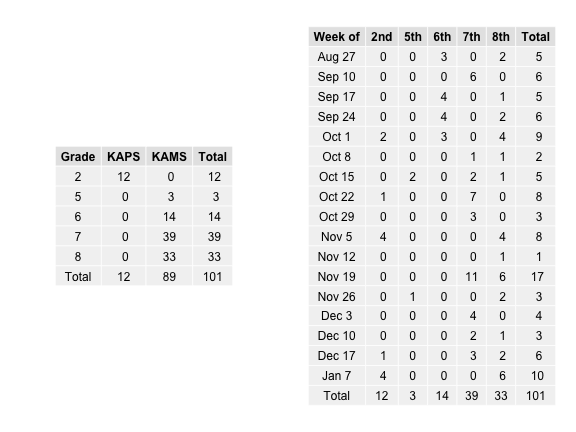 Grade KAPS KAMS Total
2 12 0 12
5 0 3 3
6 0 14 14
7 0 39 39
8 0 33 33
Total 12 89 101
Week of 2nd 5th 6th 7th 8th Total
Aug 27 0 0 3 0 2 5
Sep 10 0 0 0 6 0 6
Sep 17 0 0 4 0 1 5
Sep 24 0 0 4 0 2 6
Oct 1 2 0 3 0 4 9
Oct 8 0 0 0 1 1 2
Oct 15 0 2 0 2 1 5
Oct 22 1 0 0 7 0 8
Oct 29 0 0 0 3 0 3
Nov 5 4 0 0 0 4 8
Nov 12 0 0 0 0 1 1
Nov 19 0 0 0 11 6 17
Nov 26 0 1 0 0 2 3
Dec 3 0 0 0 4 0 4
Dec 10 0 0 0 2 1 3
Dec 17 1 0 0 3 2 6
Jan 7 4 0 0 0 6 10
Total 12 3 14 39 33 101